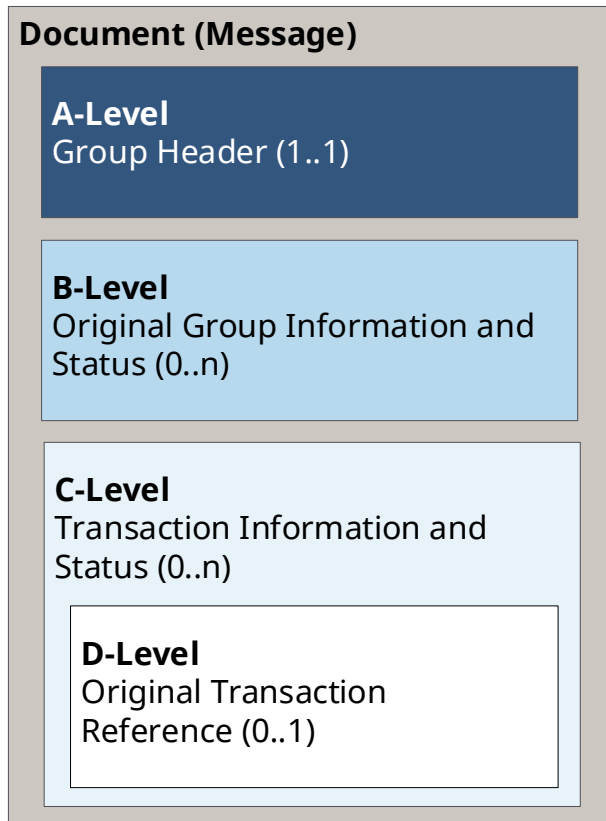 Document (Message)
A-Level
Group Header (1..1)
B-Level
Original Group Information and
Status (0..n)
C-Level
Transaction Information and
Status (0..n)
D-Level
Original Transaction
Reference (0..1)